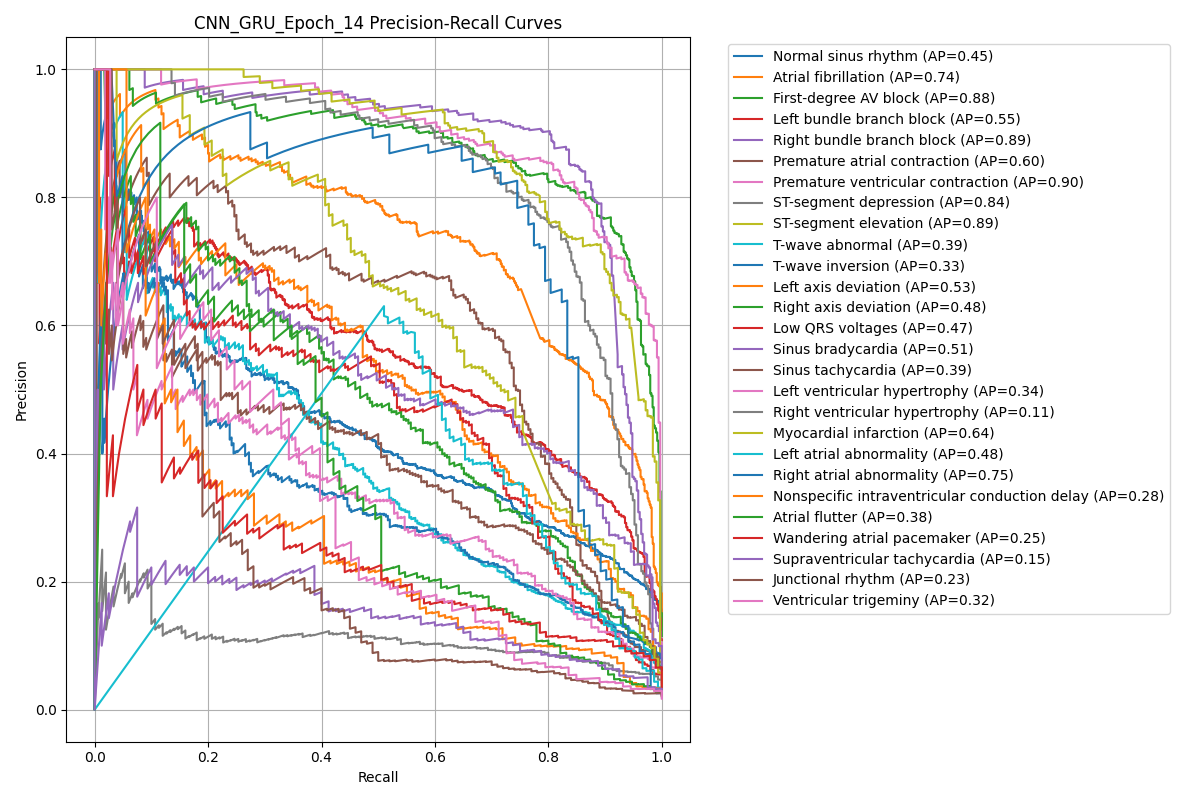 CNN_GRU_Epoch_14 Precision-Recall Curves
1.0
0.8
0.6
0.4
0.2
0.0
Precision
0.0 0.2 0.4 0.6 0.8 1.0
Recall
Normal sinus rhythm (AP=0.45)
Atrial fibrillation (AP=0.74)
First-degree AV block (AP=0.88)
Left bundle branch block (AP=0.55)
Right bundle branch block (AP=0.89)
Premature atrial contraction (AP=0.60)
Premature ventricular contraction (AP=0.90)
ST-segment depression (AP=0.84)
ST-segment elevation (AP=0.89)
T-wave abnormal (AP=0.39)
T-wave inversion (AP=0.33)
Left axis deviation (AP=0.53)
Right axis deviation (AP=0.48)
Low QRS voltages (AP=0.47)
Sinus bradycardia (AP=0.51)
Sinus tachycardia (AP=0.39)
Left ventricular hypertrophy (AP=0.34)
Right ventricular hypertrophy (AP=0.11)
Myocardial infarction (AP=0.64)
Left atrial abnormality (AP=0.48)
Right atrial abnormality (AP=0.75)
Nonspecific intraventricular conduction delay (AP=0.28)
Atrial flutter (AP=0.38)
Wandering atrial pacemaker (AP=0.25)
Supraventricular tachycardia (AP=0.15)
Junctional rhythm (AP=0.23)
Ventricular trigeminy (AP=0.32)